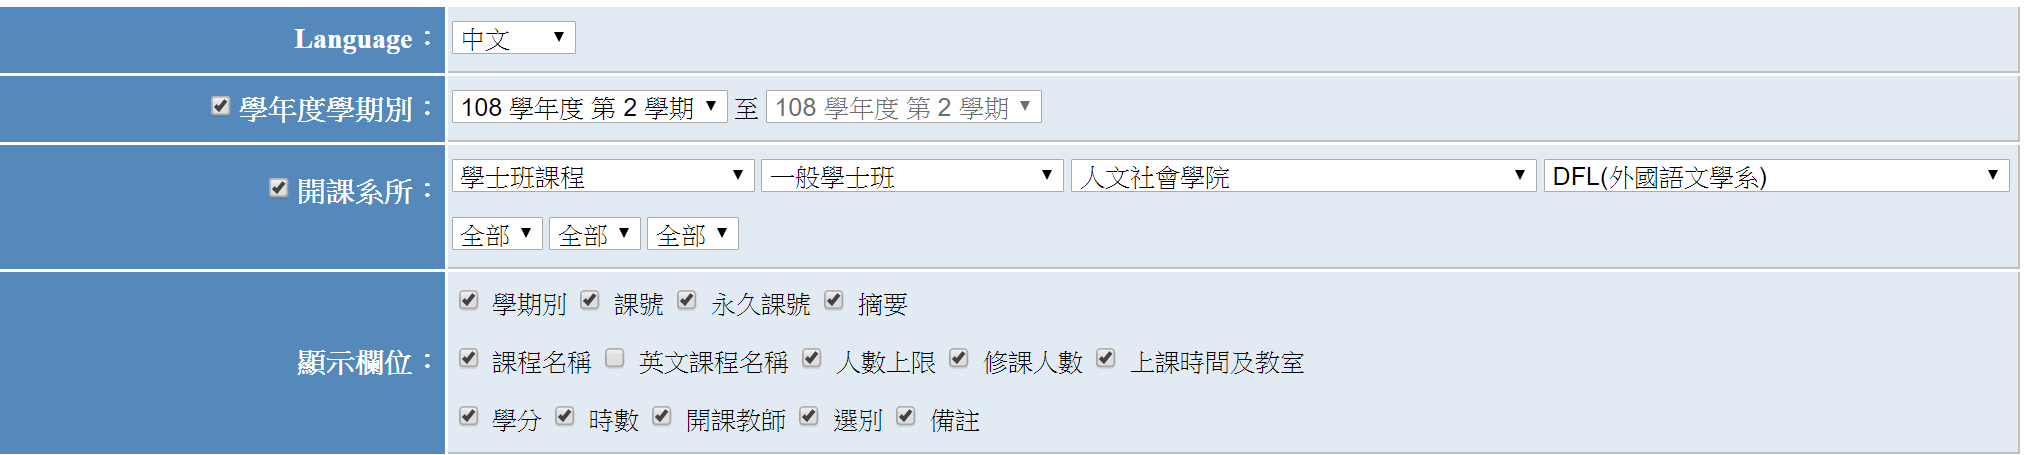 Language： 中文
學年度學期別： 108 學年度 第 2 學期 至 108 學年度 第 2 學期
開課系所： 學士班課程 一般學士班 人文社會學院 DFL(外國語文學系)
全部 全部 全部
學期別 課號 永久課號 摘要
顯示欄位： 課程名稱 英文課程名稱 人數上限 修課人數 上課時間及教室
學分 時數 開課教師 選別 備註